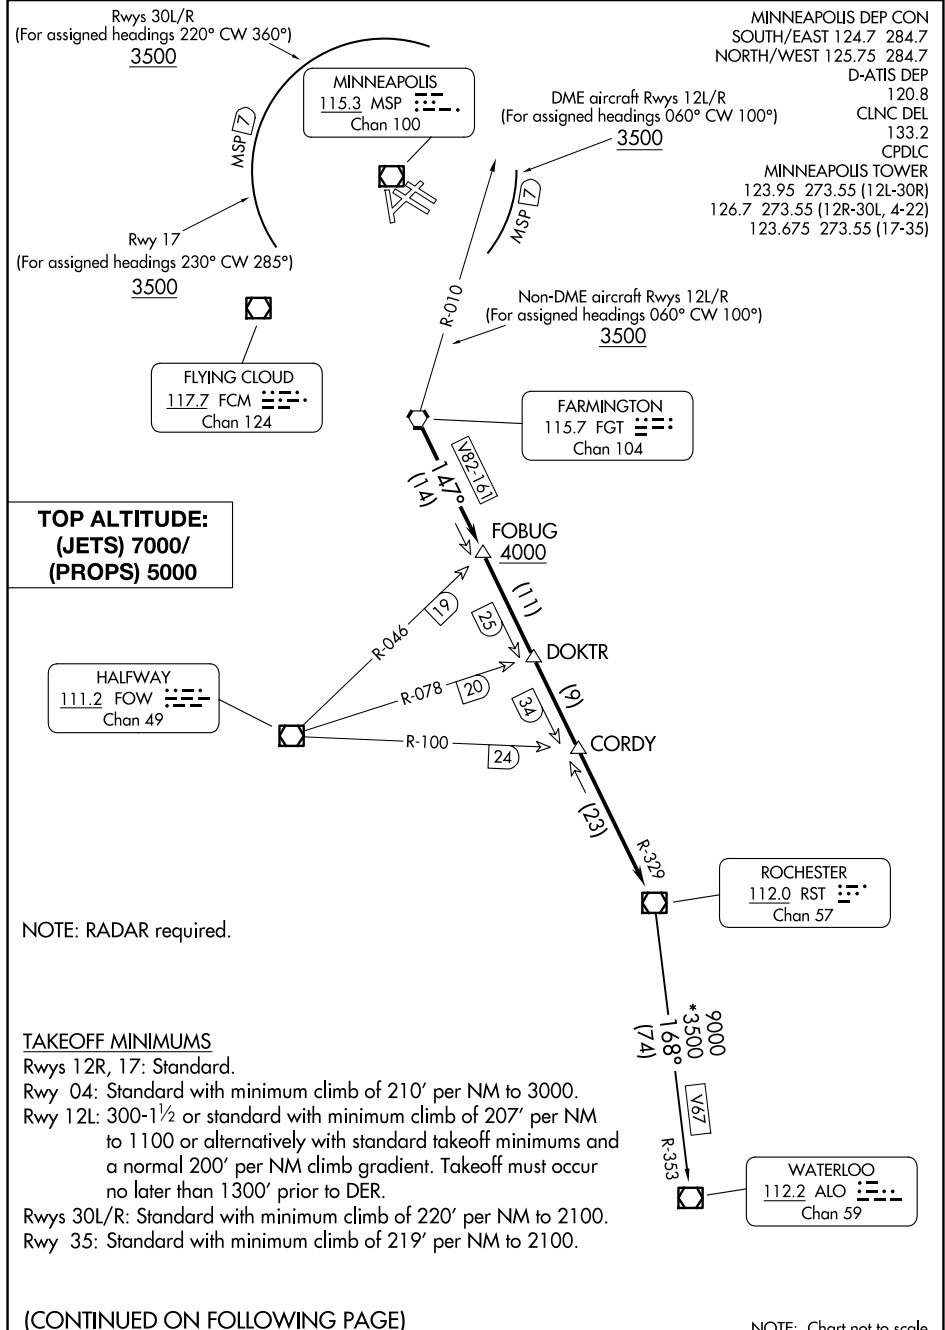 Rwys 30L/R
(For assigned headings 220° CW 360°)
3500
MINNEAPOLIS DEP CON
SOUTH/EAST 124.7 284.7
NORTH/WEST 125.75 284.7
D-ATIS DEP
120.8
CLNC DEL
133.2
CPDLC
MINNEAPOLIS TOWER
123.95 273.55 (12L-30R)
126.7 273.55 (12R-30L, 4-22)
123.675 273.55 (17-35)
MINNEAPOLIS
115.3 MSP
Chan 100
DME aircraft Rwys 12L/R
(For assigned headings 060° CW 100°)
3500
MSP 7
MSP 7
Rwy 17
(For assigned headings 230° CW 285°)
3500
R-010
Non-DME aircraft Rwys 12L/R
(For assigned headings 060° CW 100°)
3500
FLYING CLOUD
117.7 FCM
Chan 124
FARMINGTON
115.7 FGT
Chan 104
V82-161
147°
(14)
TOP ALTITUDE:
(JETS) 7000/
(PROPS) 5000
FOBUG
4000
(11)
19
25
R-046
DOKTR
HALFWAY
111.2 FOW
Chan 49
R-078
20
(9)
34
R-100
24
CORDY
(23)
R-329
ROCHESTER
112.0 RST
Chan 57
NOTE: RADAR required.
9000
*3500
168°
(74)
V67
R-353
WATERLOO
112.2 ALO
Chan 59
TAKEOFF MINIMUMS
Rwys 12R, 17: Standard.
Rwy 04: Standard with minimum climb of 210' per NM to 3000.
Rwy 12L: 300-1½ or standard with minimum climb of 207' per NM
to 1100 or alternatively with standard takeoff minimums and
a normal 200' per NM climb gradient. Takeoff must occur
no later than 1300' prior to DER.
Rwys 30L/R: Standard with minimum climb of 220' per NM to 2100.
Rwy 35: Standard with minimum climb of 219' per NM to 2100.
(CONTINUED ON FOLLOWING PAGE)
NOTE: Chart not to scale